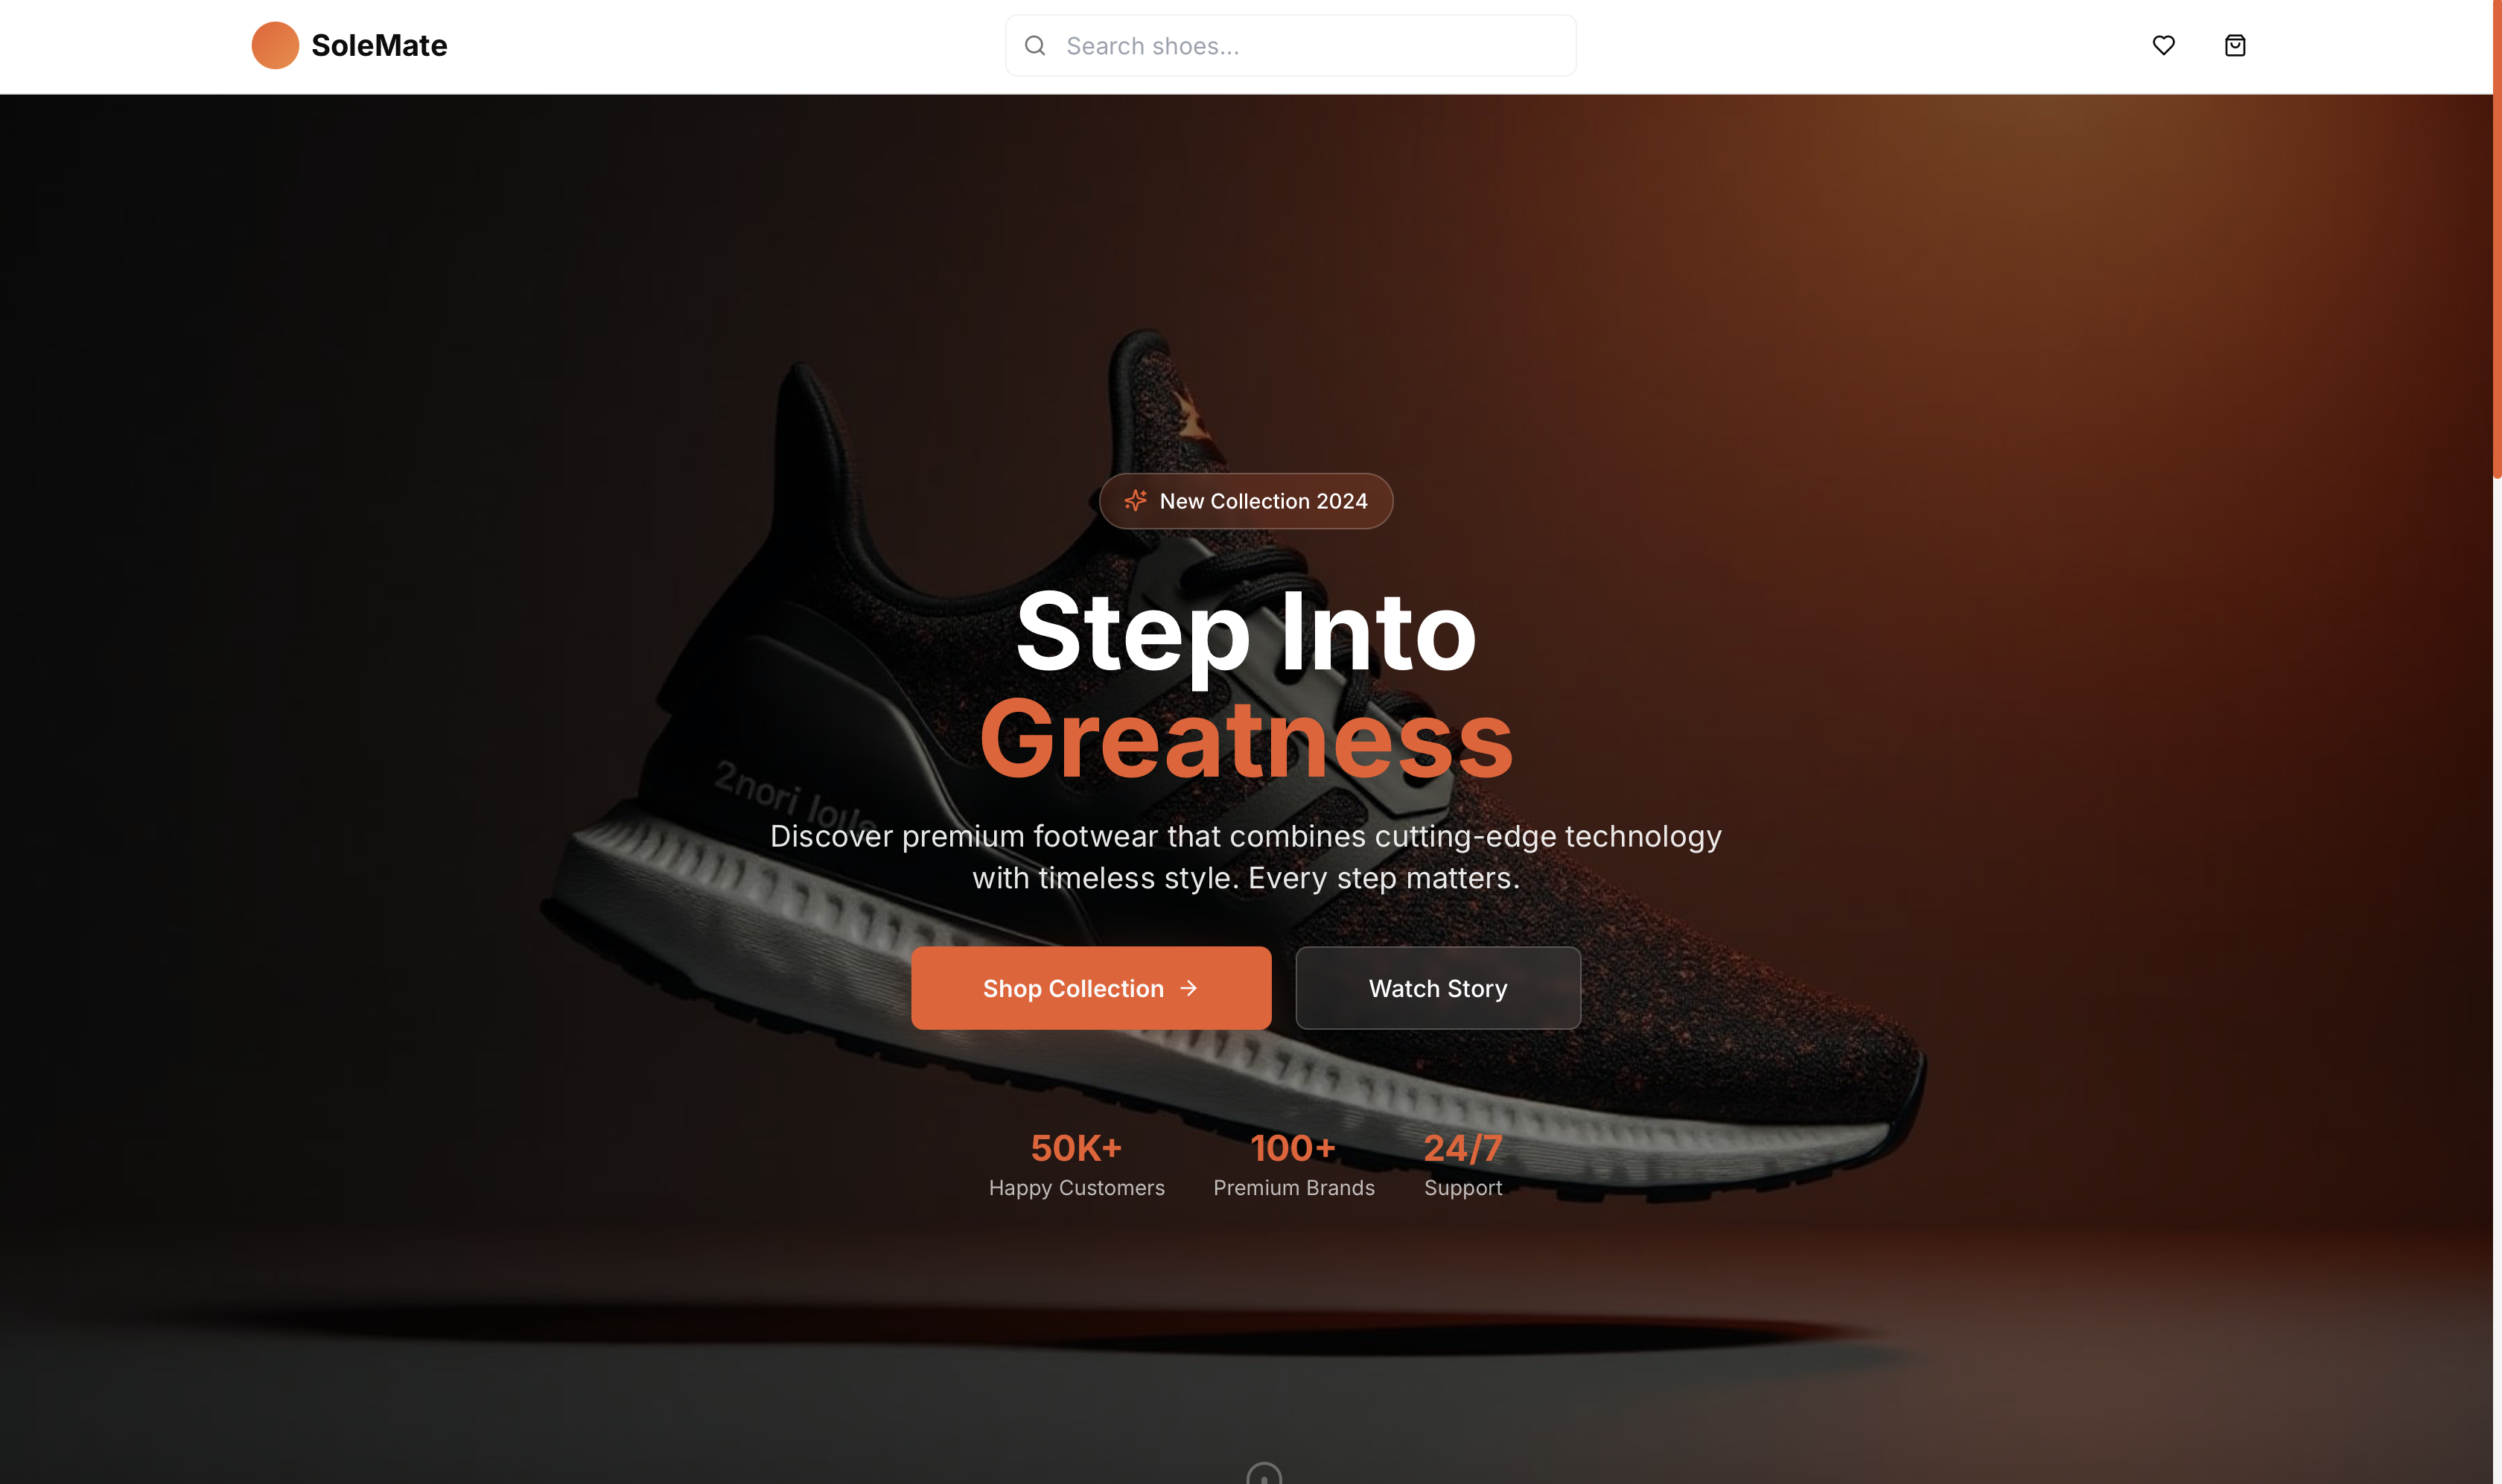 SoleMate
Search shoes...
New Collection 2024
Step Into
Greatness
2nori
Discover premium footwear that combines cutting-edge technology
with timeless style. Every step matters.
Shop Collection
Watch Story
50K+ 100+ 24/7
Happy Customers Premium Brands Support